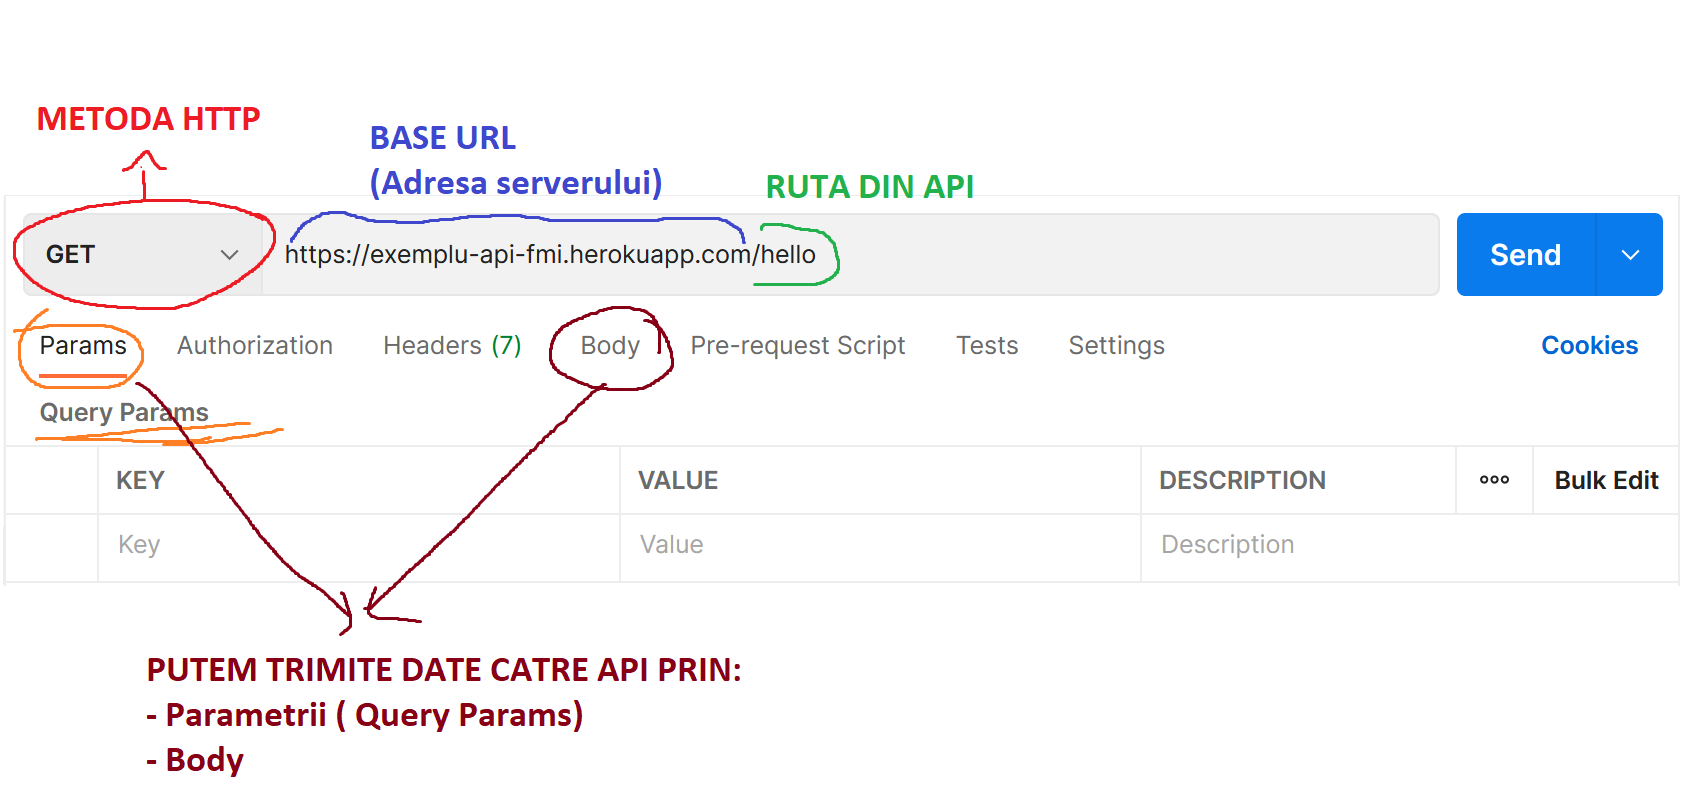 METODA HTTP
BASE URL
(Adresa serverului)
RUTA DIN API
GET
https://exemplu-api-fmi.herokuapp.com/hello
Send
Params
Authorization
Headers (7)
Body
Pre-request Script
Tests
Settings
Cookies
Query Params
KEY
VALUE
DESCRIPTION
Bulk Edit
Key
Value
Description
PUTEM TRIMITE DATE CATRE API PRIN:
- Parametrii ( Query Params)
- Body